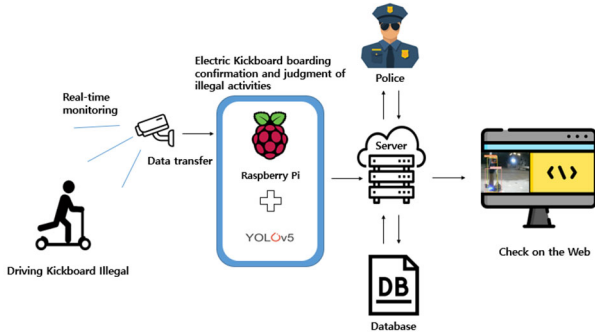 Electric Kickboard boarding
confirmation and judgment of
illegal activities
Police
Real-time
monitoring
Data transfer
Raspberry Pi
YOLOv5
Server
Driving Kickboard Illegal
Check on the Web
DB
Database